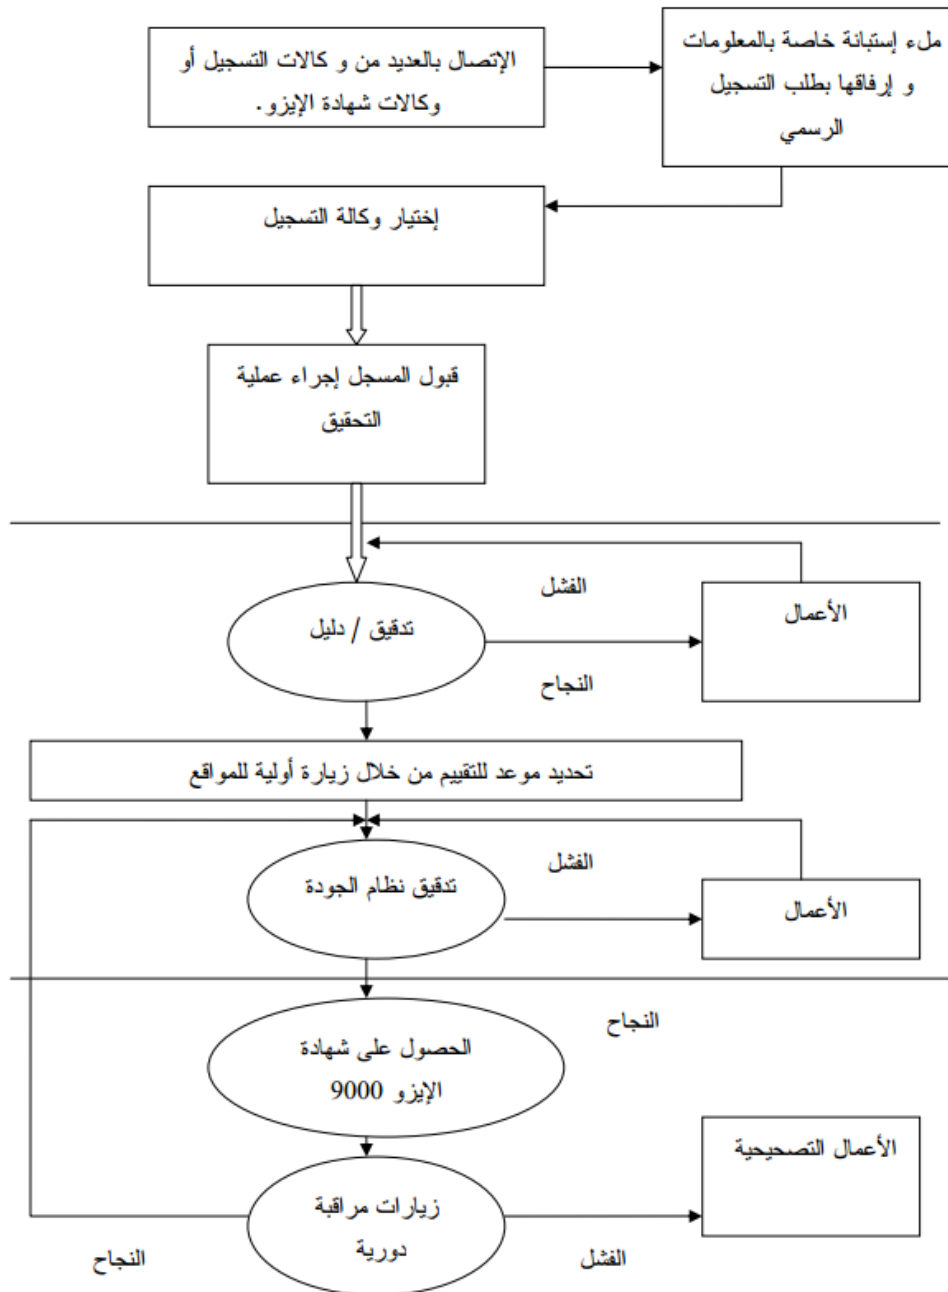 الإتصال بالعديد من و كالات التسجيل أو
وكالات شهادة الإيزو.
ملء إستبانة خاصة بالمعلومات
و إرفاقها بطلب التسجيل
الرسمي
إختيار وكالة التسجيل
قبول المسجل إجراء عملية
التحقيق
الفشل
تدقيق / دليل
الأعمال
النجاح
تحديد موعد للتقييم من خلال زيارة أولية للمواقع
الفشل
تدقيق نظام الجودة
الأعمال
النجاح
الحصول على شهادة
الإيزو 9000
الأعمال التصحيحية
زيارات مراقبة
دورية
الفشل
النجاح